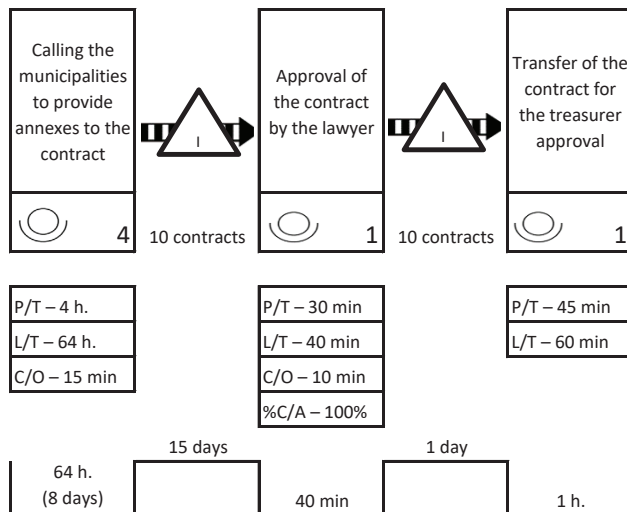 Calling the
municipalities
to provide
annexes to the
contract
4
I
10 contracts
Approval of
the contract
by the lawyer
1
I
10 contracts
Transfer of the
contract for
the treasurer
approval
1
P/T – 4 h.
L/T – 64 h.
C/O – 15 min
P/T – 30 min
L/T – 40 min
C/O – 10 min
%C/A – 100%
P/T – 45 min
L/T – 60 min
64 h.
(8 days)
15 days
40 min
1 day
1 h.